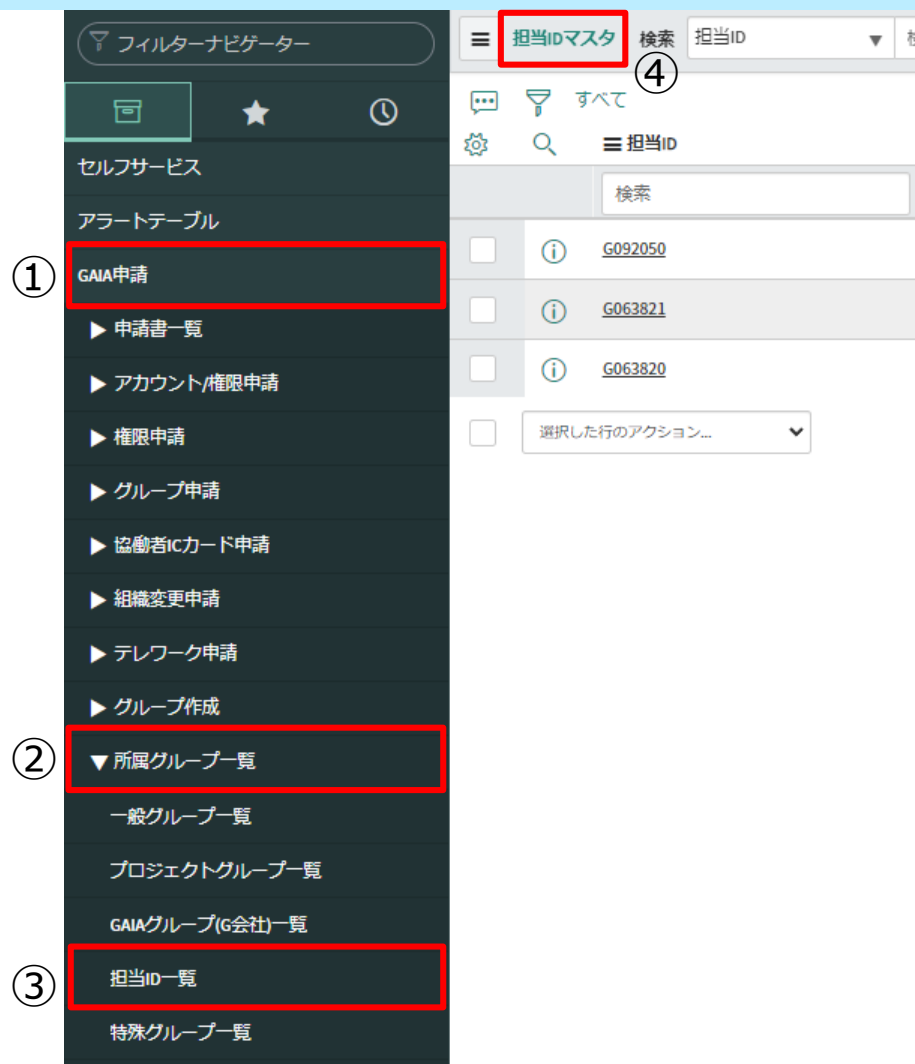 フィルターナビゲーター
セルフサービス
アラートテーブル
①
GAIA申請
▶ 申請書一覧
▶ アカウント/権限申請
▶ 権限申請
▶ グループ申請
▶ 協働者ICカード申請
▶ 組織変更申請
▶ テレワーク申請
▶ グループ作成
②
▼ 所属グループ一覧
一般グループ一覧
プロジェクトグループ一覧
GAIAグループ(G会社)一覧
③
担当ID一覧
特殊グループ一覧
担当IDマスタ 検索 担当ID ▼
④
すべて
担当ID
検索
G092050
G063821
G063820
選択した行のアクション...